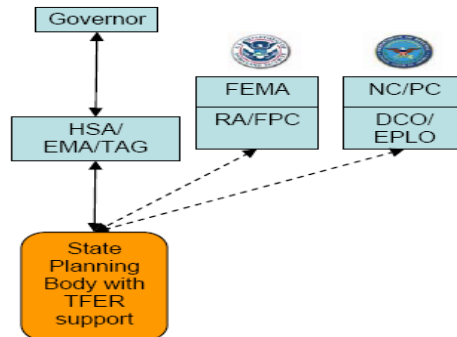 Governor
FEMA
NC/PC
HSA/
EMA/TAG
RA/FPC
DCO/
EPLO
State
Planning
Body with
TFER
support